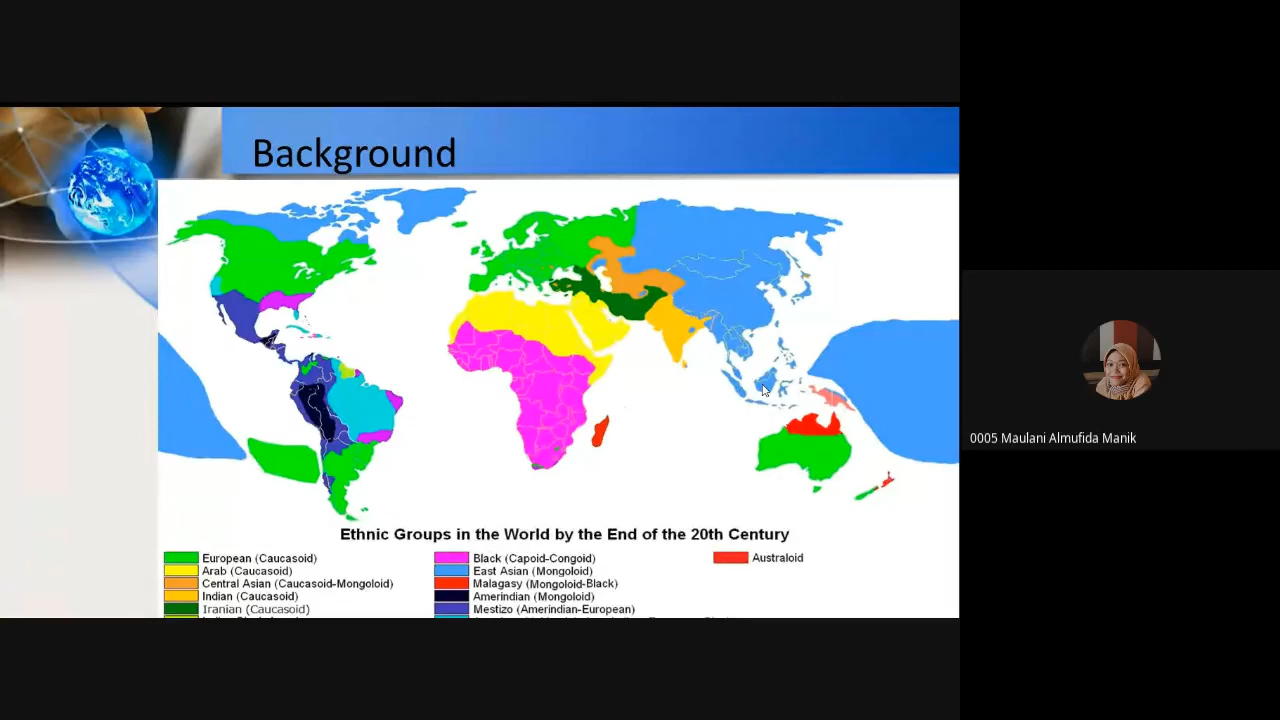 Background
Ethnic Groups in the World by the End of the 20th Century
European (Caucasoid)
Arab (Caucasoid)
Central Asian (Caucasoid-Mongoloid)
Indian (Caucasoid)
Iranian (Caucasoid)
Black (Capoid-Congoid)
East Asian (Mongoloid)
Malagasy (Mongoloid-Black)
Amerindian (Mongoloid)
Mestizo (Amerindian-European)
Australoid
0005 Maulani Almufida Manik